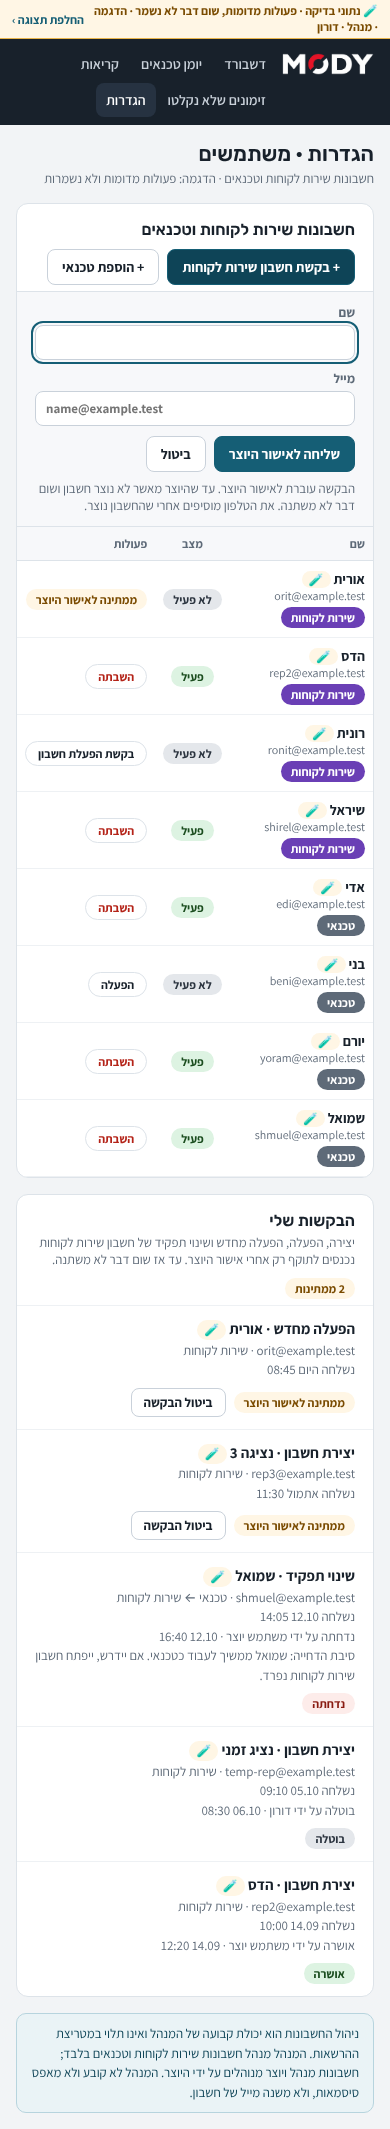 🧪 נתוני בדיקה · פעולות מדומות, שום דבר לא נשמר · הדגמה
· מנהל · דורון
החלפת תצוגה ›
MODY
דשבורד
יומן טכנאים
קריאות
זימונים שלא נקלטו
הגדרות
הגדרות • משתמשים
חשבונות שירות לקוחות וטכנאים · הדגמה: פעולות מדומות ולא נשמרות
חשבונות שירות לקוחות וטכנאים
+ בקשת חשבון שירות לקוחות
+ הוספת טכנאי
שם
מייל
name@example.test
שליחה לאישור היוצר
ביטול
הבקשה עוברת לאישור היוצר. עד שהיוצר מאשר לא נוצר חשבון ושום
דבר לא משתנה. את הטלפון מוסיפים אחרי שהחשבון נוצר.
שם
מצב
פעולות
אורית 🧪
orit@example.test
שירות לקוחות
לא פעיל
ממתינה לאישור היוצר
הדס 🧪
rep2@example.test
שירות לקוחות
פעיל
השבתה
רונית 🧪
ronit@example.test
שירות לקוחות
לא פעיל
בקשת הפעלת חשבון
שיראל 🧪
shirel@example.test
שירות לקוחות
פעיל
השבתה
אדי 🧪
edi@example.test
טכנאי
פעיל
השבתה
בני 🧪
beni@example.test
טכנאי
לא פעיל
הפעלה
יורם 🧪
yoram@example.test
טכנאי
פעיל
השבתה
שמואל 🧪
shmuel@example.test
טכנאי
פעיל
השבתה
הבקשות שלי
יצירה, הפעלה, הפעלה מחדש ושינוי תפקיד של חשבון שירות לקוחות
נכנסים לתוקף רק אחרי אישור היוצר. עד אז שום דבר לא משתנה.
2 ממתינות
הפעלה מחדש · אורית 🧪
orit@example.test · שירות לקוחות
נשלחה היום 08:45
ממתינה לאישור היוצר
ביטול הבקשה
יצירת חשבון · נציגה 3 🧪
rep3@example.test · שירות לקוחות
נשלחה אתמול 11:30
ממתינה לאישור היוצר
ביטול הבקשה
שינוי תפקיד · שמואל 🧪
shmuel@example.test · טכנאי ← שירות לקוחות
נשלחה 12.10 14:05
נדחתה על ידי משתמש יוצר · 12.10 16:40
סיבת הדחייה: שמואל ממשיך לעבוד כטכנאי. אם יידרש, ייפתח חשבון
שירות לקוחות נפרד.
נדחתה
יצירת חשבון · נציג זמני 🧪
temp-rep@example.test · שירות לקוחות
נשלחה 05.10 09:10
בוטלה על ידי דורון · 06.10 08:30
בוטלה
יצירת חשבון · הדס 🧪
rep2@example.test · שירות לקוחות
נשלחה 14.09 10:00
אושרה על ידי משתמש יוצר · 14.09 12:20
אושרה
ניהול החשבונות הוא יכולת קבועה של המנהל ואינו תלוי במטריצת
ההרשאות. המנהל מנהל חשבונות שירות לקוחות וטכנאים בלבד;
חשבונות מנהל ויוצר מנוהלים על ידי היוצר. המנהל לא קובע ולא מאפס
סיסמאות, ולא משנה מייל של חשבון.